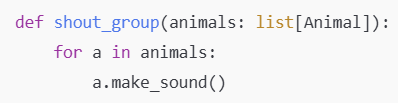 def shout_group(animals: list[Animal]):
    for a in animals:
        a.make_sound()